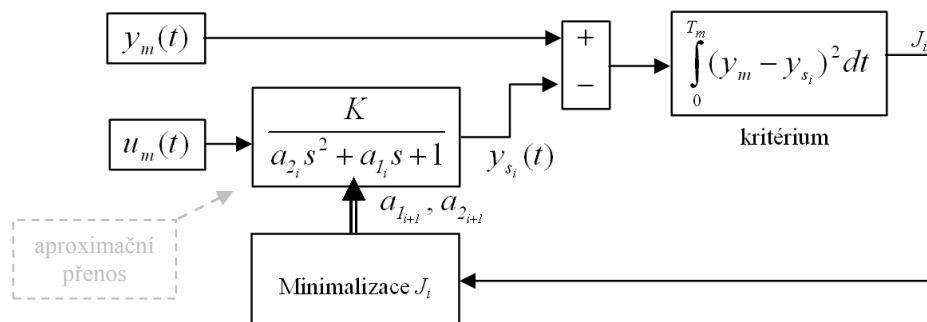 y_m(t)
+
−
∫_0^{T_m} (y_m − y_{s_i})^2 dt
J_i
kritérium
u_m(t)
K
a_{2_i} s^2 + a_{1_i} s + 1
y_{s_i}(t)
a_{1_{i+1}}, a_{2_{i+1}}
aproximační
přenos
Minimalizace J_i